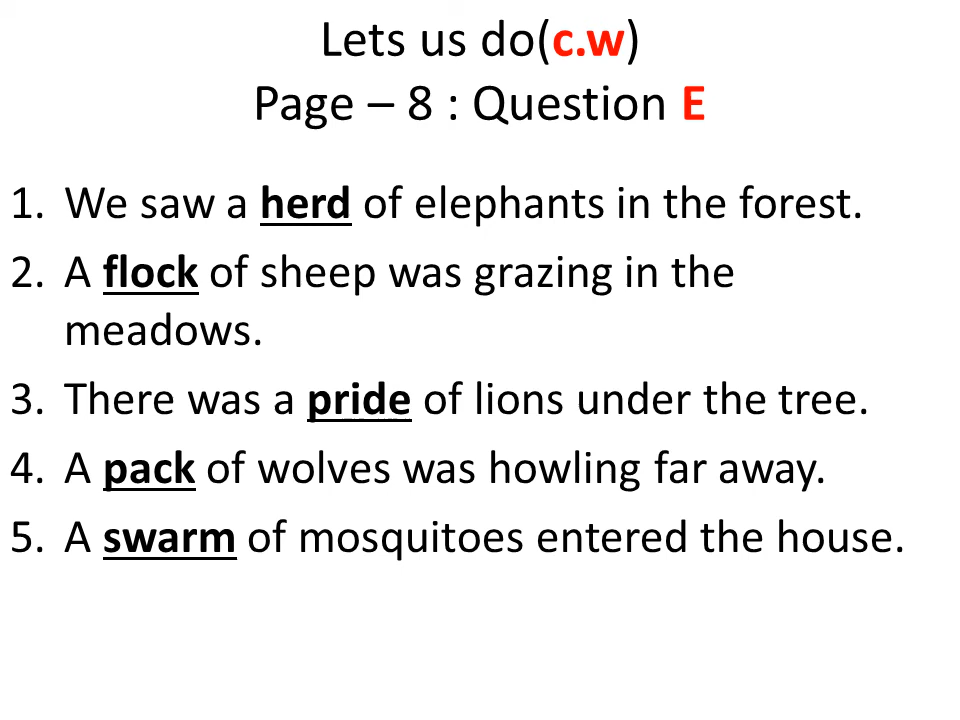 Lets us do(c.w)
Page – 8 : Question E
1. We saw a herd of elephants in the forest.
2. A flock of sheep was grazing in the
meadows.
3. There was a pride of lions under the tree.
4. A pack of wolves was howling far away.
5. A swarm of mosquitoes entered the house.